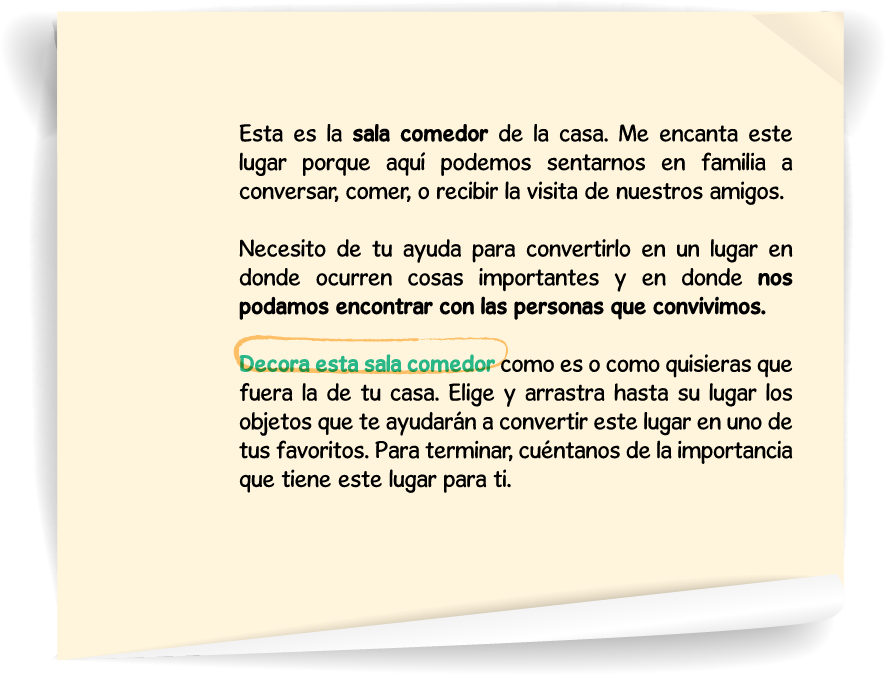 Esta es la sala comedor de la casa. Me encanta este
lugar porque aquí podemos sentarnos en familia a
conversar, comer, o recibir la visita de nuestros amigos.
Necesito de tu ayuda para convertirlo en un lugar en
donde ocurren cosas importantes y en donde nos
podamos encontrar con las personas que convivimos.
Decora esta sala comedor como es o como quisieras que
fuera la de tu casa. Elige y arrastra hasta su lugar los
objetos que te ayudarán a convertir este lugar en uno de
tus favoritos. Para terminar, cuéntanos de la importancia
que tiene este lugar para ti.